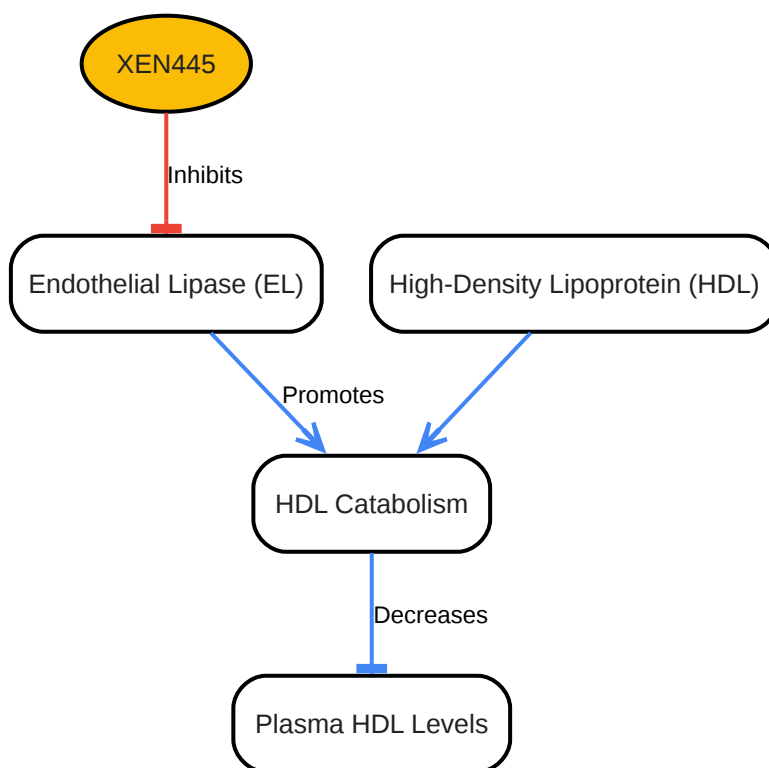 XEN445
Inhibits
Endothelial Lipase (EL)
High-Density Lipoprotein (HDL)
Promotes
HDL Catabolism
Decreases
Plasma HDL Levels